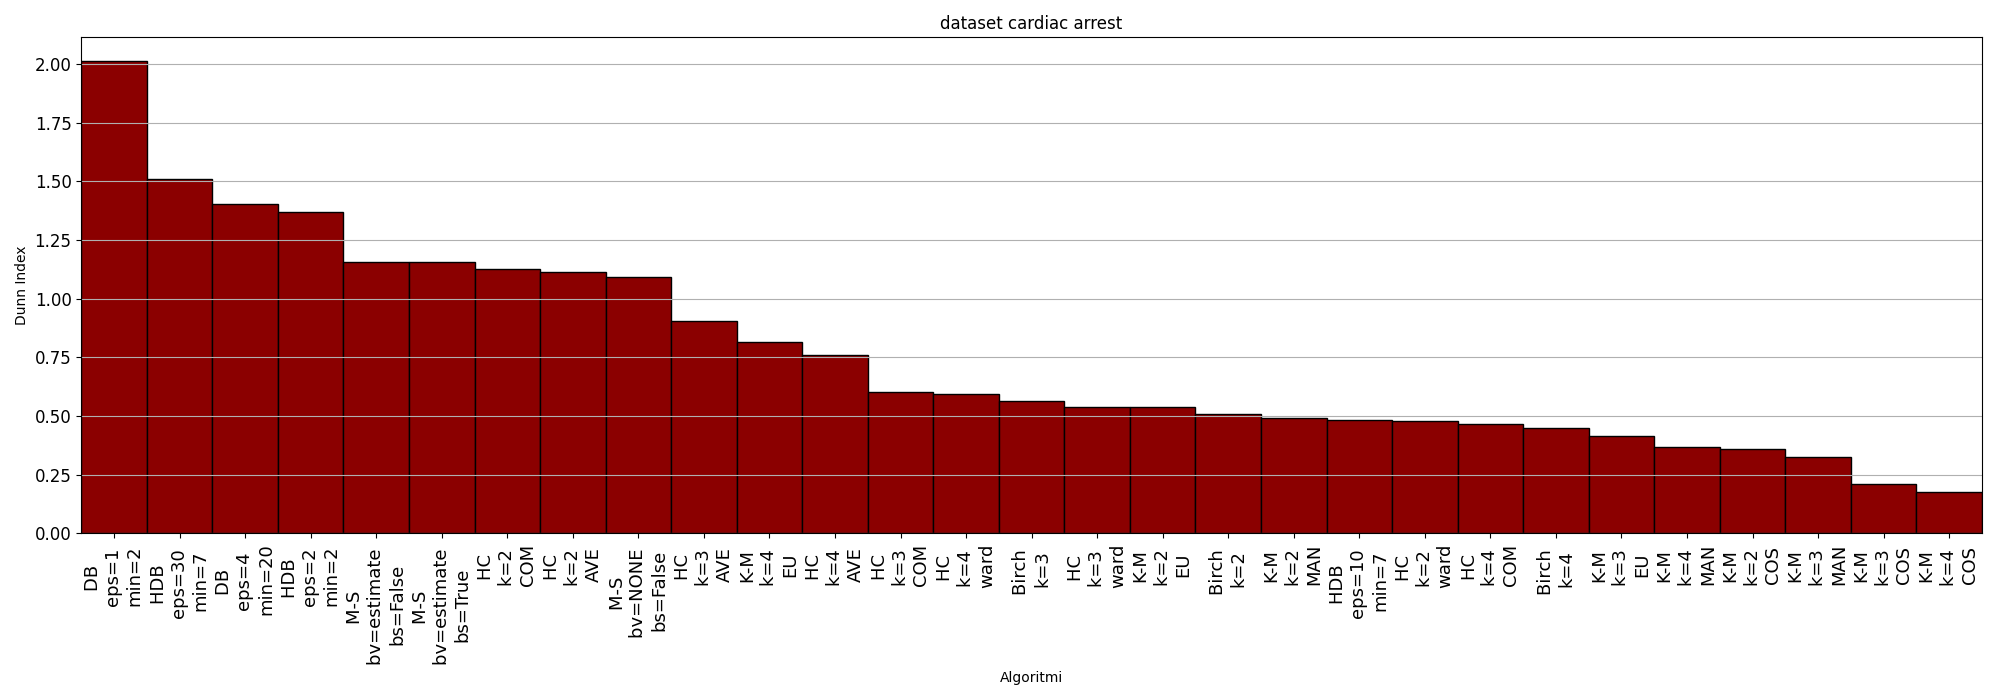 dataset cardiac arrest
Dunn Index
2.00
1.75
1.50
1.25
1.00
0.75
0.50
0.25
0.00
DB
eps=1
min=2
HDB
eps=30
min=7
DB
eps=4
min=20
HDB
eps=2
min=2
M-S
bv=estimate
bs=False
M-S
bv=estimate
bs=True
HC
k=2
COM
HC
k=2
AVE
M-S
bv=NONE
bs=False
HC
k=3
AVE
K-M
k=4
EU
HC
k=4
AVE
HC
k=3
COM
HC
k=4
ward
Birch
k=3
HC
k=3
ward
K-M
k=2
EU
Birch
k=2
K-M
k=2
MAN
HDB
eps=10
min=7
HC
k=2
ward
HC
k=4
COM
Birch
k=4
K-M
k=3
EU
K-M
k=4
MAN
K-M
k=2
COS
K-M
k=3
MAN
K-M
k=3
COS
K-M
k=4
COS
Algoritmi